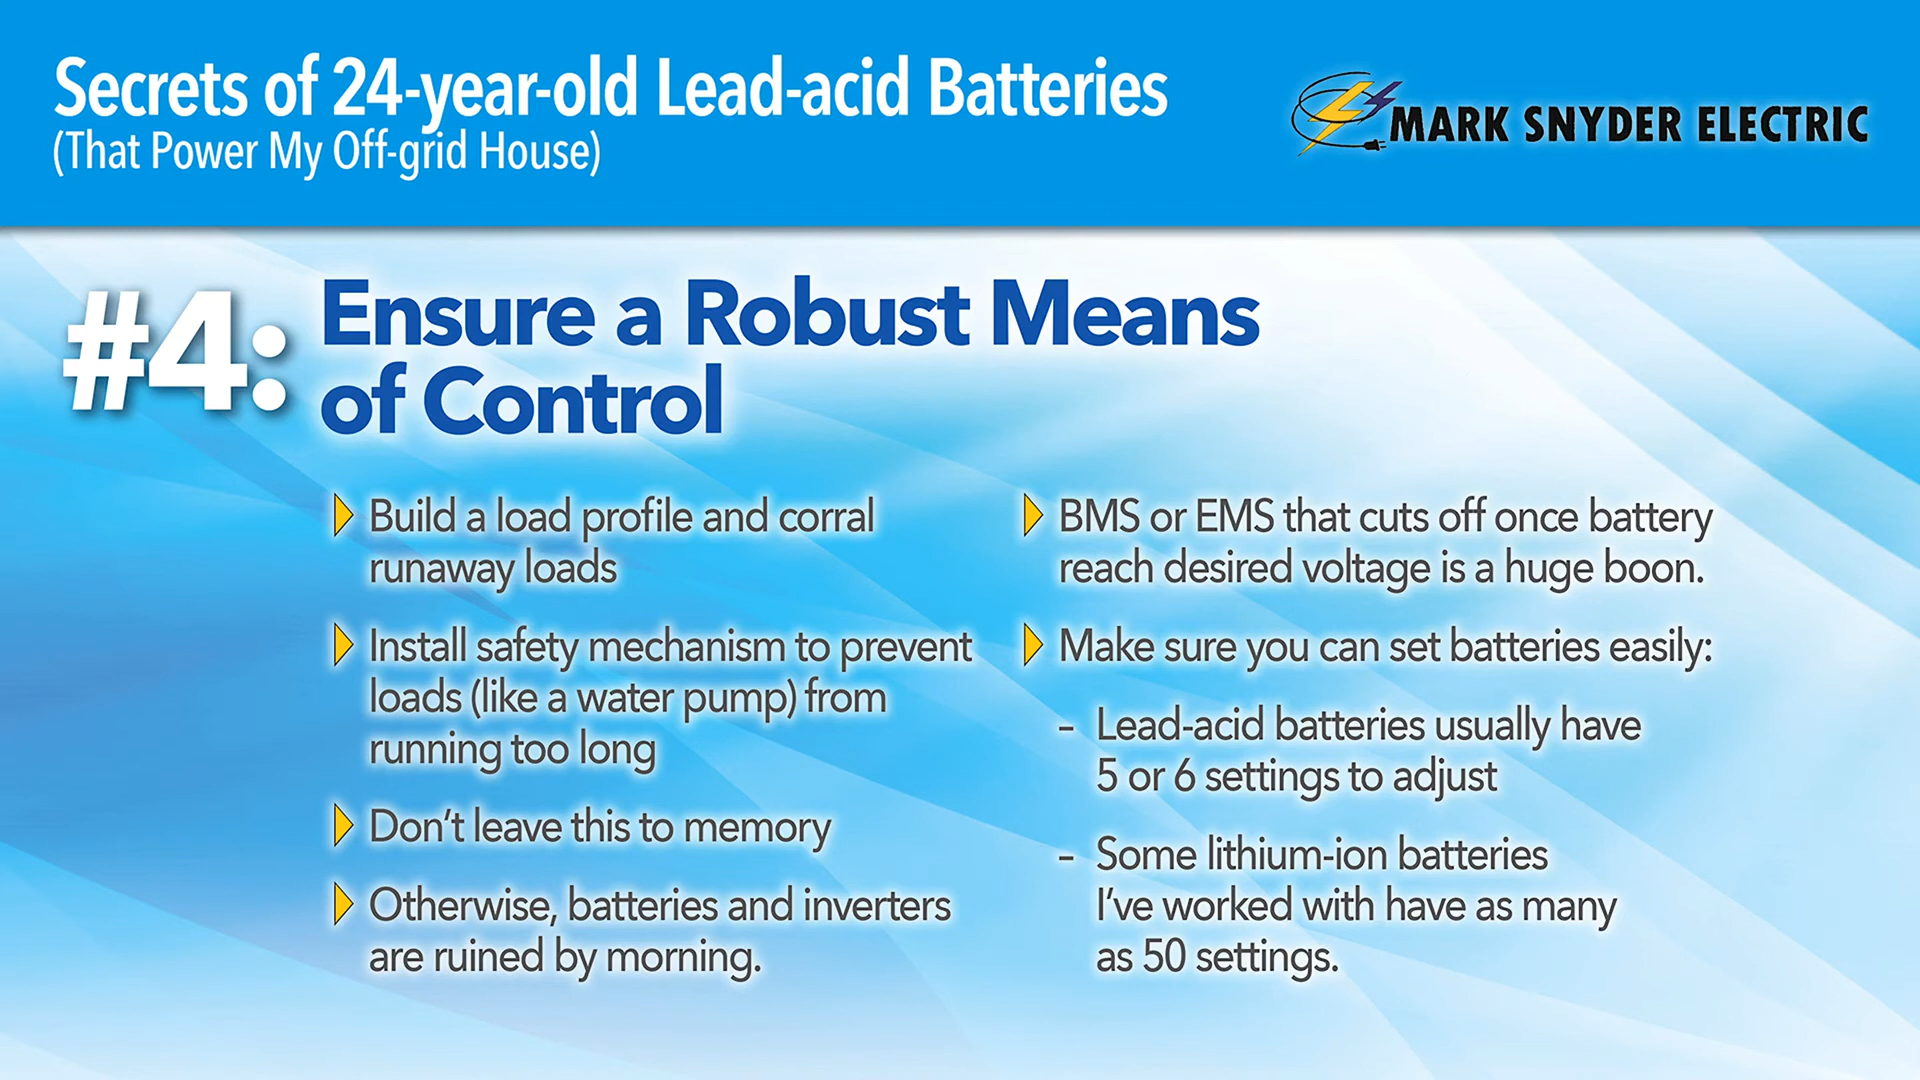 Secrets of 24-year-old Lead-acid Batteries
(That Power My Off-grid House)
MARK SNYDER ELECTRIC
#4: Ensure a Robust Means
of Control
Build a load profile and corral
runaway loads
Install safety mechanism to prevent
loads (like a water pump) from
running too long
Don't leave this to memory
Otherwise, batteries and inverters
are ruined by morning.
BMS or EMS that cuts off once battery
reach desired voltage is a huge boon.
Make sure you can set batteries easily:
– Lead-acid batteries usually have
5 or 6 settings to adjust
– Some lithium-ion batteries
I've worked with have as many
as 50 settings.